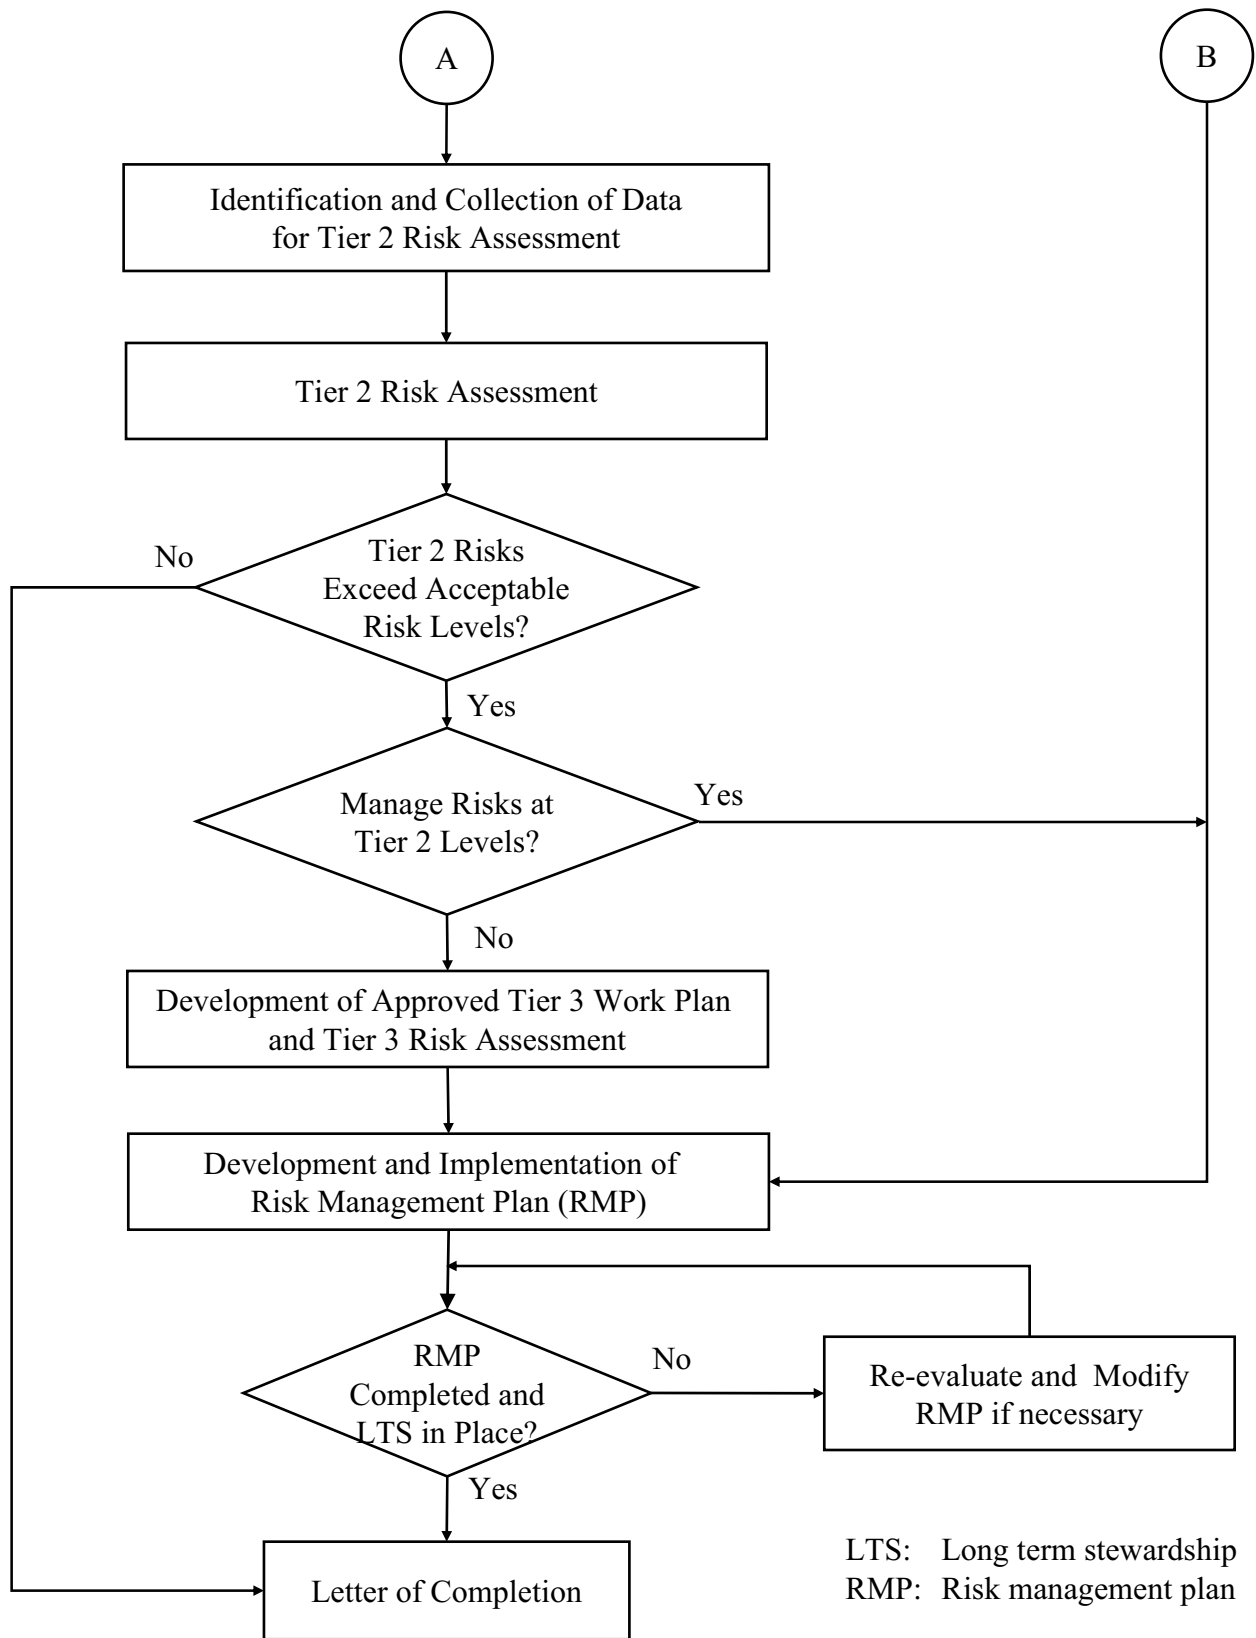 A
B
Identification and Collection of Data
for Tier 2 Risk Assessment
Tier 2 Risk Assessment
No
Tier 2 Risks
Exceed Acceptable
Risk Levels?
Yes
Manage Risks at
Tier 2 Levels?
Yes
No
Development of Approved Tier 3 Work Plan
and Tier 3 Risk Assessment
Development and Implementation of
Risk Management Plan (RMP)
RMP
Completed and
LTS in Place?
No
Re-evaluate and Modify
RMP if necessary
Yes
Letter of Completion
LTS: Long term stewardship
RMP: Risk management plan